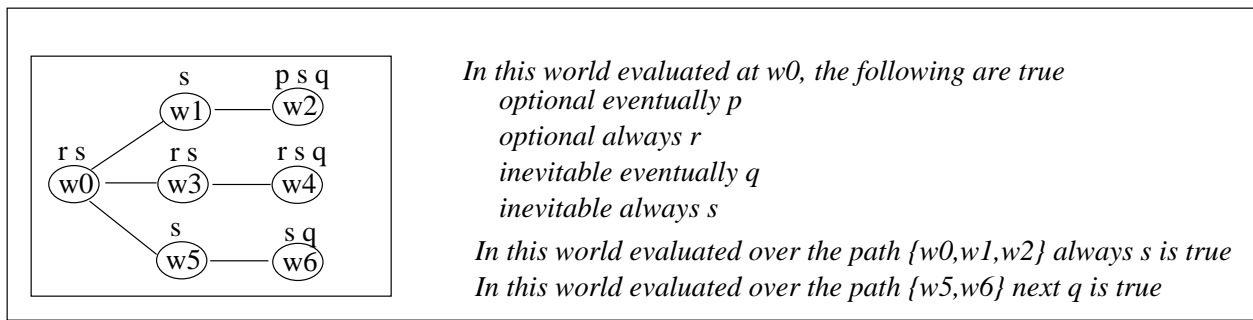 s
p s q
w1
w2
r s
r s
r s q
w0
w3
w4
s
s q
w5
w6
In this world evaluated at w0, the following are true
optional eventually p
optional always r
inevitable eventually q
inevitable always s
In this world evaluated over the path {w0,w1,w2} always s is true
In this world evaluated over the path {w5,w6} next q is true